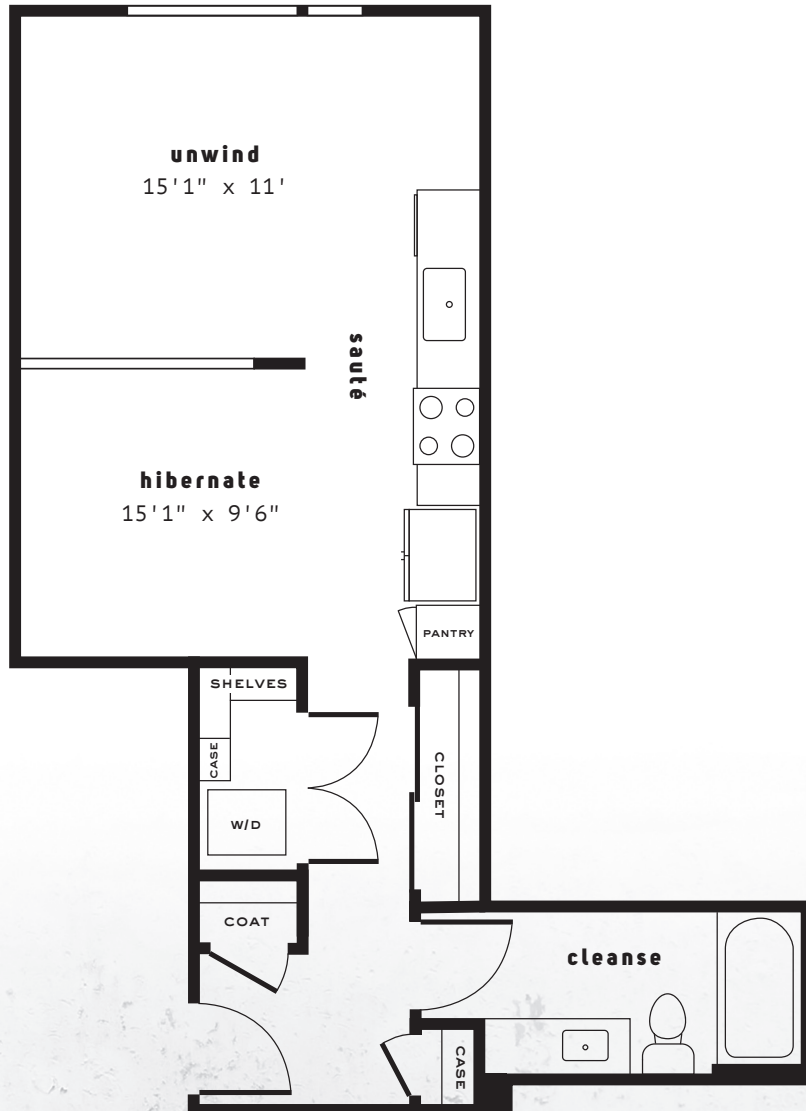 unwind
15'1" x 11'
sauté
hibernate
15'1" x 9'6"
PANTRY
SHELVES
CASE
CLOSET
W/D
COAT
cleanse
CASE